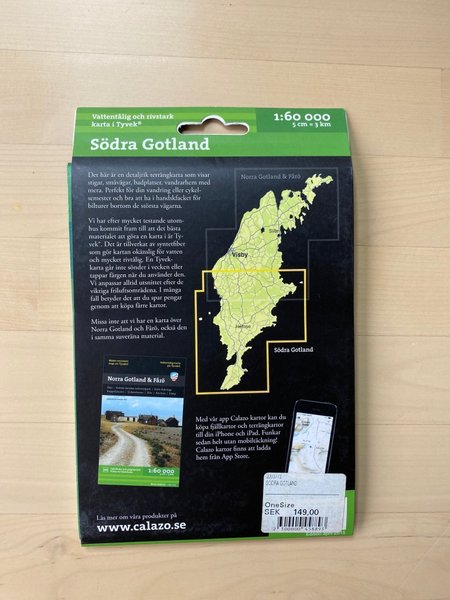 Vattentålig och rivstark
karta i Tyvek®
1:60 000
5 cm = 3 km
Södra Gotland
Det här är en detaljrik terrängkarta som visar
stigar, småvägar, badplatser, vandrarhem med
mera. Perfekt för din vandring eller cykel-
semester och bra att ha i handskfacket för
bilturer bortom de största vägarna.
Vi har efter mycket testande utom-
hus kommit fram till att det bästa
materialet att göra en karta i är Ty-
vek®. Det är tillverkat av syntetfiber
som gör kartan okänslig för vatten
och mycket rivtålig. En Tyvek-
karta går inte sönder i vecken eller
tappar färgen när du använder den.
Vi anpassar alltid utsnittet efter de
viktiga friluftsområdena. I många
fall betyder det att du spar pengar
genom att köpa färre kartor.
Missa inte att vi har en karta över
Norra Gotland och Fårö, också den
i samma suveräna material.
Norra Gotland & Fårö
Slite
Visby
Hemse
Södra Gotland
Norra Gotland & Fårö
1:60 000
Med vår app Calazo kartor kan du
köpa fjällkartor och terrängkartor
till din iPhone och iPad. Funkar
sedan helt utan mobiltäckning!
Calazo kartor finns att ladda
hem från App Store.
SÖDRA GOTLAND
OneSize
SEK 149,00
Läs mer om våra produkter på
www.calazo.se